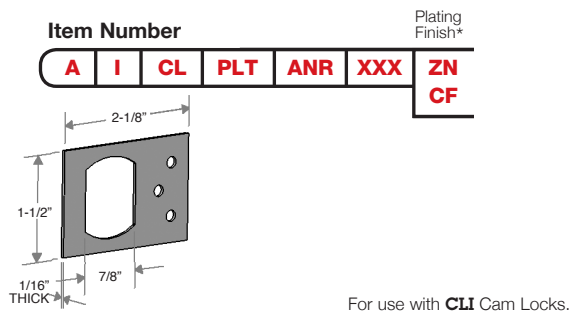 Plating
Finish*
Item Number
A I CL PLT ANR XXX ZN
CF
2-1/8"
1-1/2"
7/8"
1/16"
THICK
For use with CLI Cam Locks.